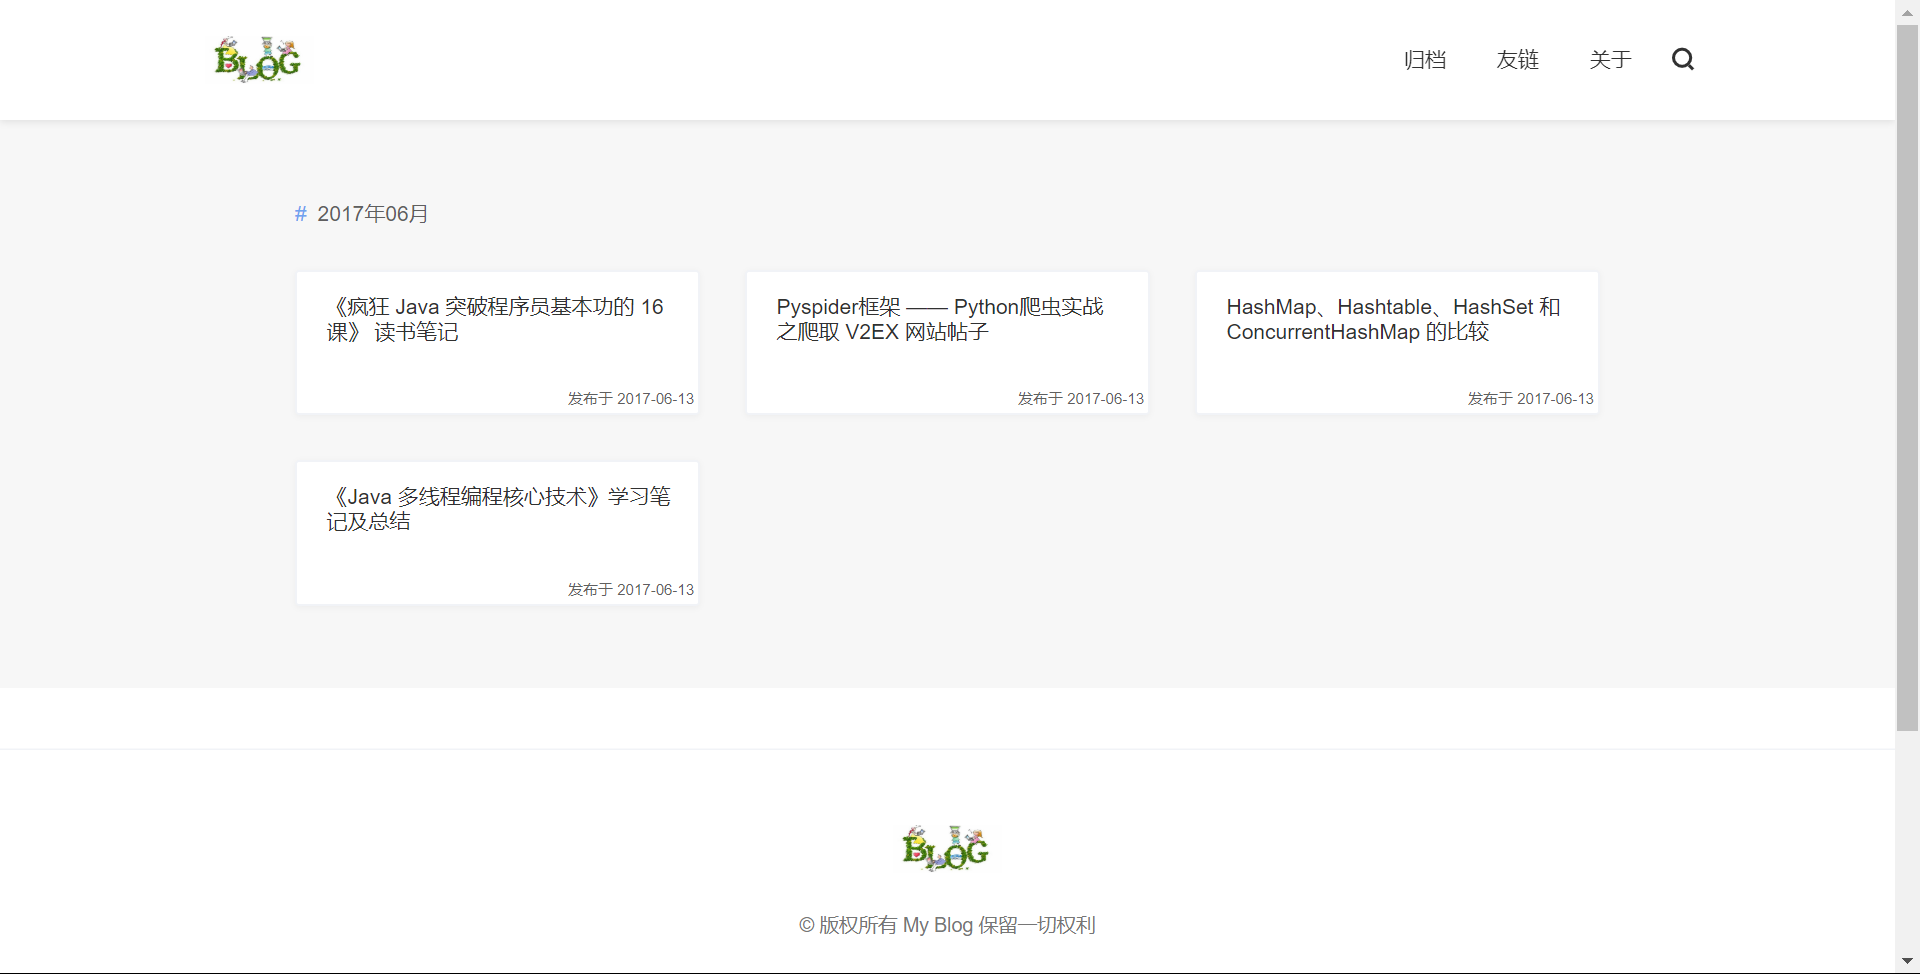 BLOG
归档 友链 关于
# 2017年06月
《疯狂 Java 突破程序员基本功的 16
课》 读书笔记
发布于 2017-06-13
Pyspider框架 —— Python爬虫实战
之爬取 V2EX 网站帖子
发布于 2017-06-13
HashMap、Hashtable、HashSet 和
ConcurrentHashMap 的比较
发布于 2017-06-13
《Java 多线程编程核心技术》学习笔
记及总结
发布于 2017-06-13
BLOG
© 版权所有 My Blog 保留一切权利